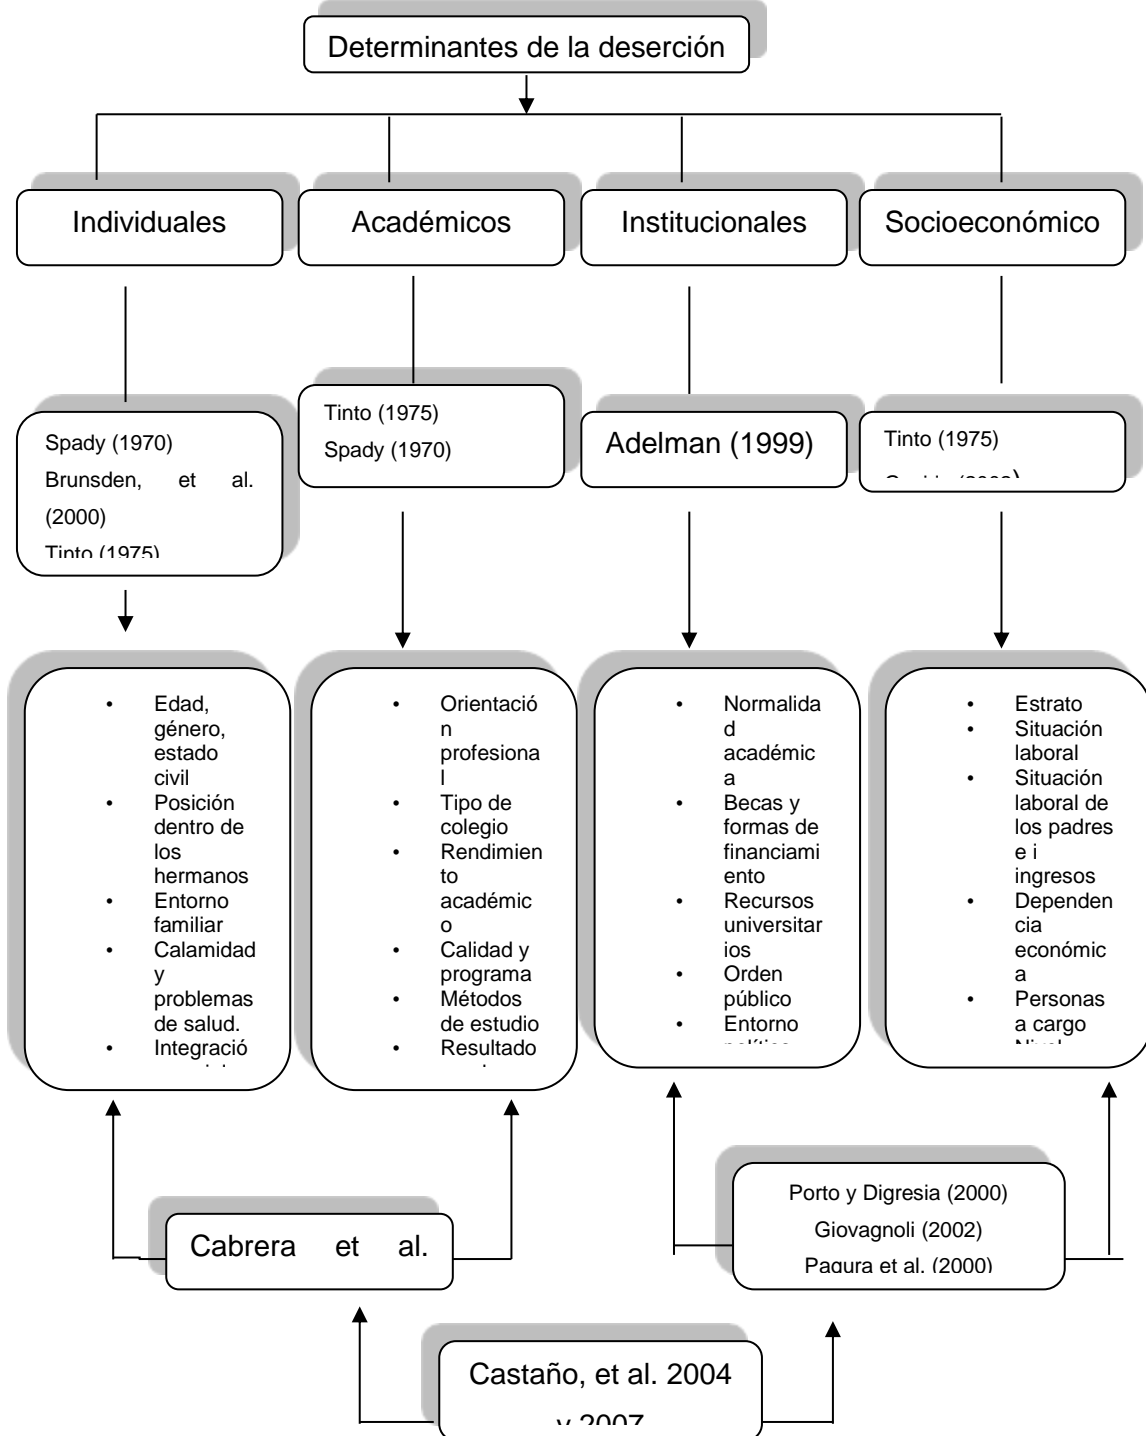 Determinantes de la deserción
Individuales
Académicos
Institucionales
Socioeconómico
Spady (1970)
Brunsden, et al.
(2000)
Tinto (1975)
Tinto (1975)
Spady (1970)
Adelman (1999)
Tinto (1975)
• Edad,
género,
estado
civil
• Posición
dentro de
los
hermanos
• Entorno
familiar
• Calamidad
y
problemas
de salud.
• Integració
• Orientació
n
profesiona
l
• Tipo de
colegio
• Rendimien
to
académic
o
• Calidad y
programa
• Métodos
de estudio
• Resultado
• Normalida
d
académic
a
• Becas y
formas de
financiami
ento
• Recursos
universitar
ios
• Orden
público
• Entorno
• Estrato
• Situación
laboral
• Situación
laboral de
los padres
e i
ingresos
• Dependen
cia
económic
a
• Personas
a cargo
Nivel
Cabrera et al.
Porto y Digresia (2000)
Giovagnoli (2002)
Pagura et al. (2000)
Castaño, et al. 2004
y 2007